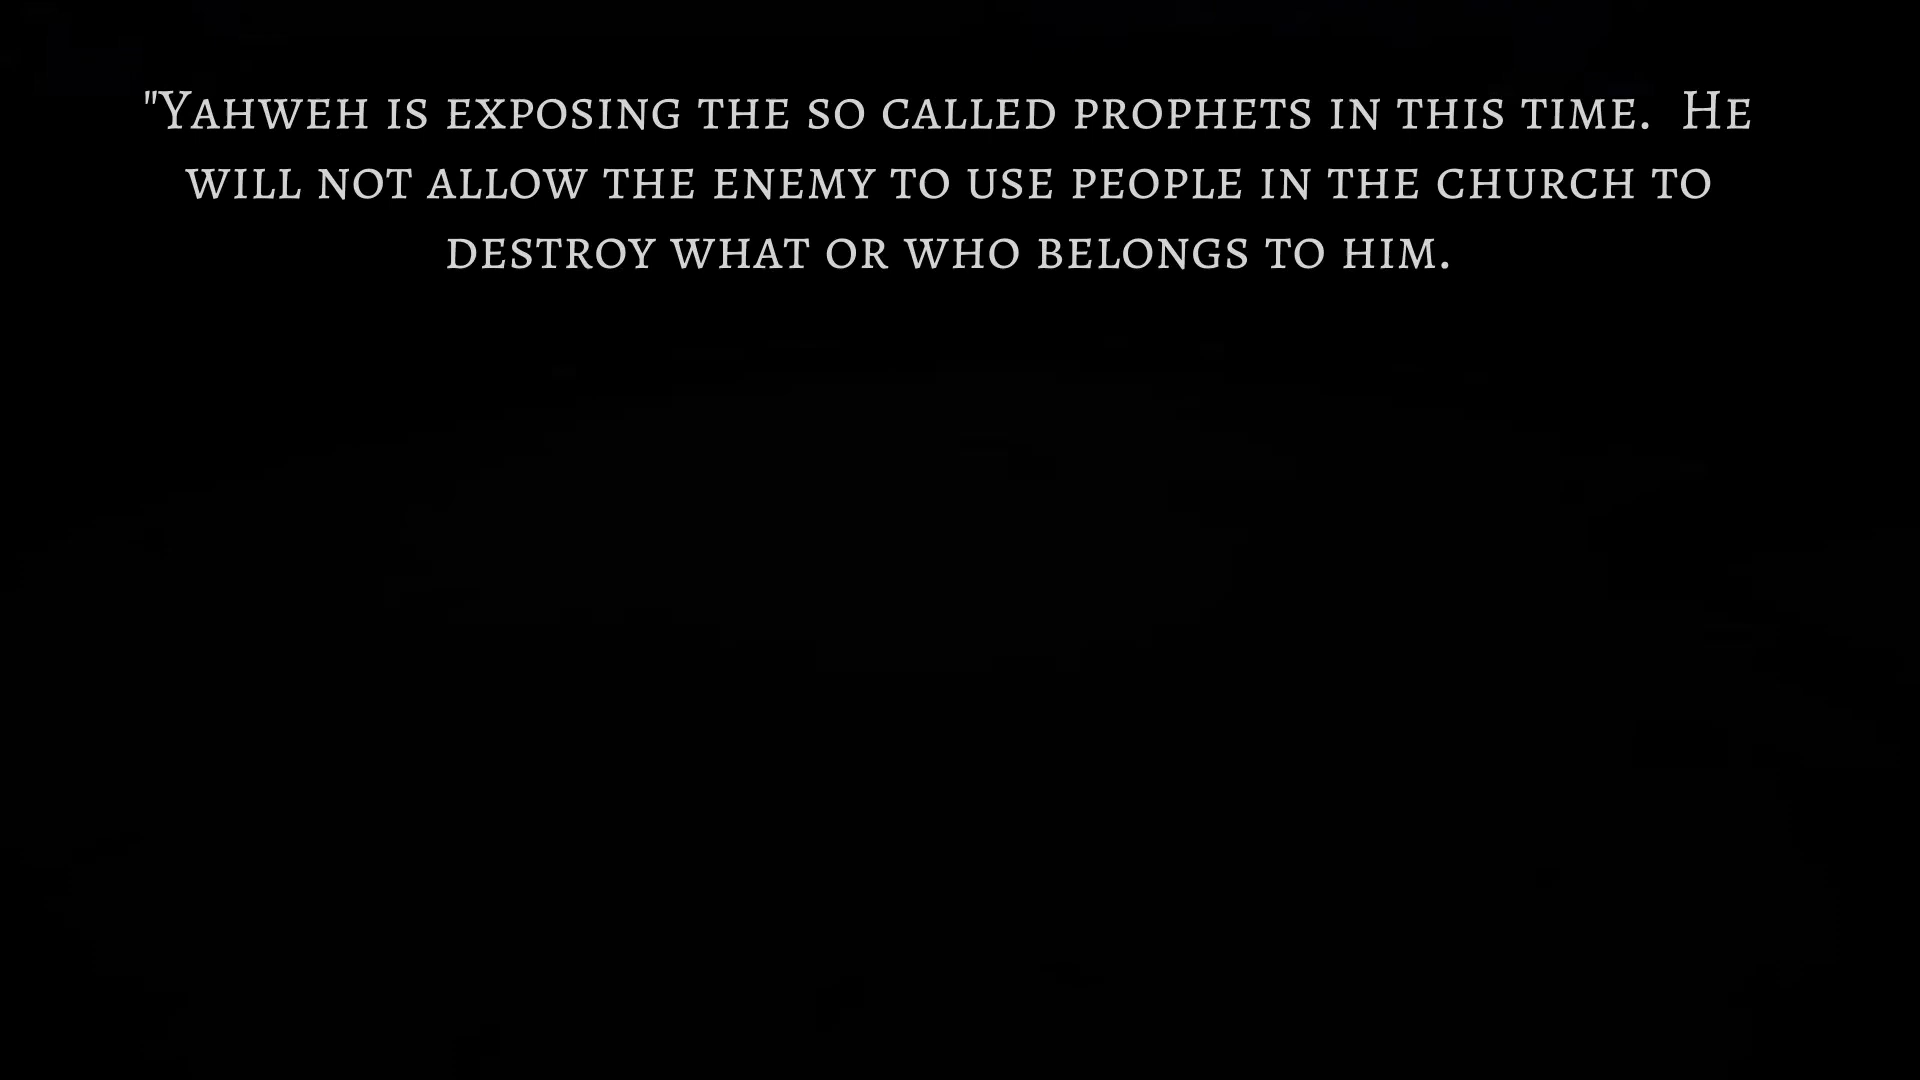 "Yahweh is exposing the so called prophets in this time.  He
will not allow the enemy to use people in the church to
destroy what or who belongs to him.